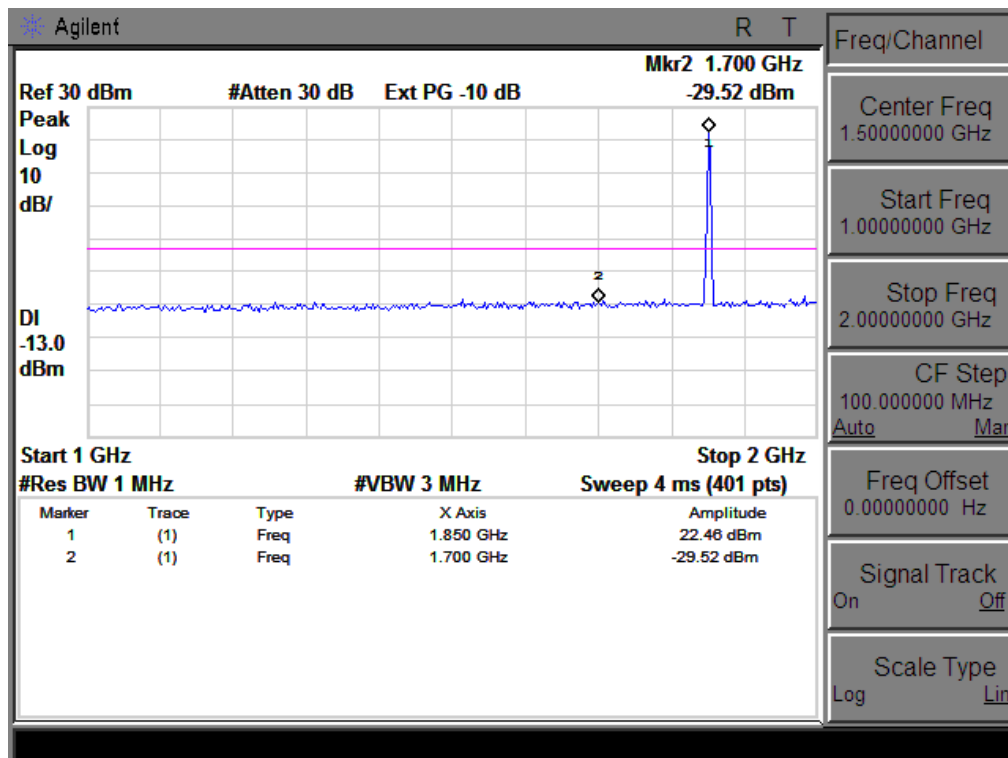 Agilent
R T
Mkr2 1.700 GHz
Ref 30 dBm #Atten 30 dB Ext PG -10 dB -29.52 dBm
Peak
Log
10
dB/
1
2
DI
-13.0
dBm
Start 1 GHz Stop 2 GHz
#Res BW 1 MHz #VBW 3 MHz Sweep 4 ms (401 pts)
Marker Trace Type X Axis Amplitude
1 (1) Freq 1.850 GHz 22.46 dBm
2 (1) Freq 1.700 GHz -29.52 dBm
Freq/Channel
Center Freq
1.50000000 GHz
Start Freq
1.00000000 GHz
Stop Freq
2.00000000 GHz
CF Step
100.000000 MHz
Auto Man
Freq Offset
0.00000000 Hz
Signal Track
On Off
Scale Type
Log Lin